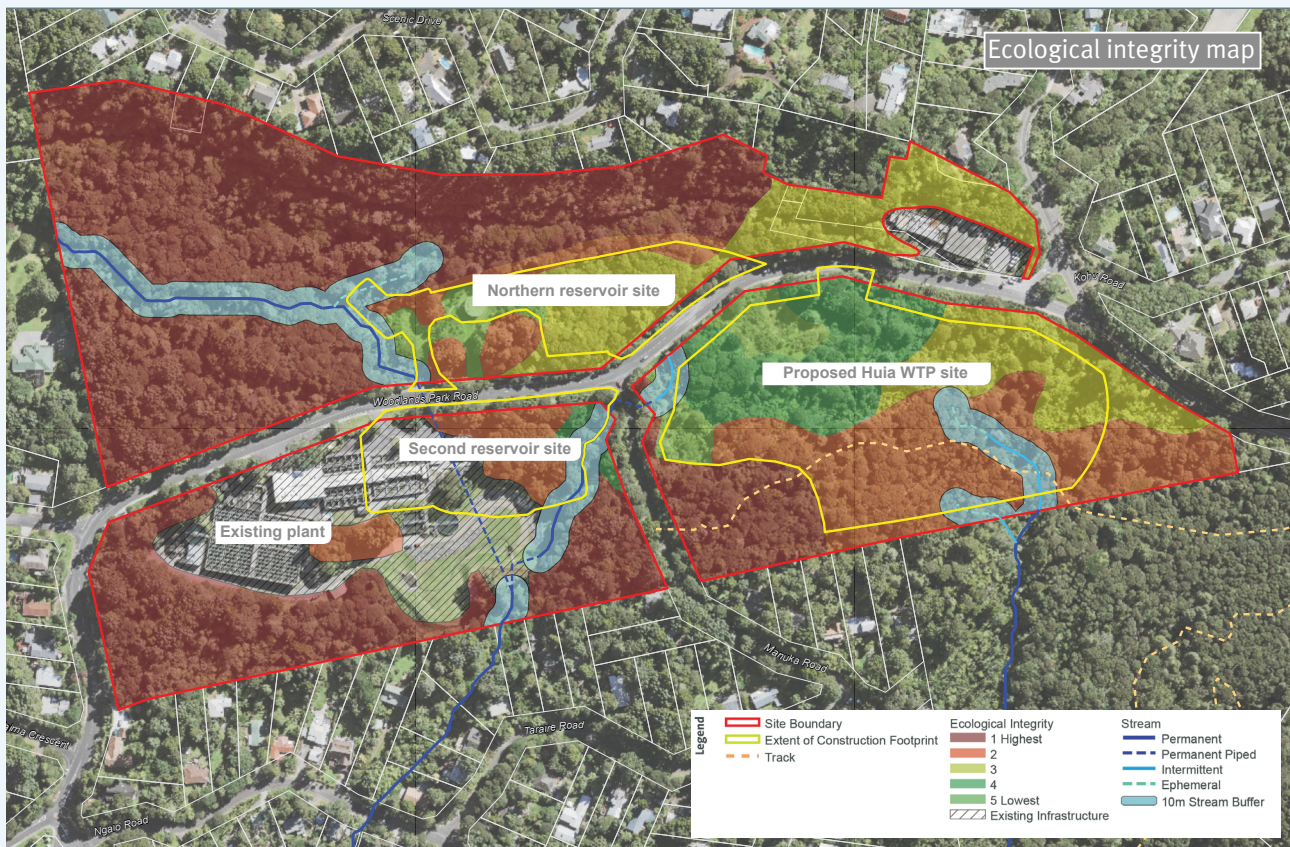 Scenic Drive
Ecological integrity map
Northern reservoir site
Proposed Huia WTP site
Woodlands Park Road
Second reservoir site
Existing plant
Manuka Road
Taraire Road
Ngaio Road
Legend
Site Boundary
Extent of Construction Footprint
Track
Ecological Integrity
1 Highest
2
3
4
5 Lowest
Existing Infrastructure
Stream
Permanent
Permanent Piped
Intermittent
Ephemeral
10m Stream Buffer